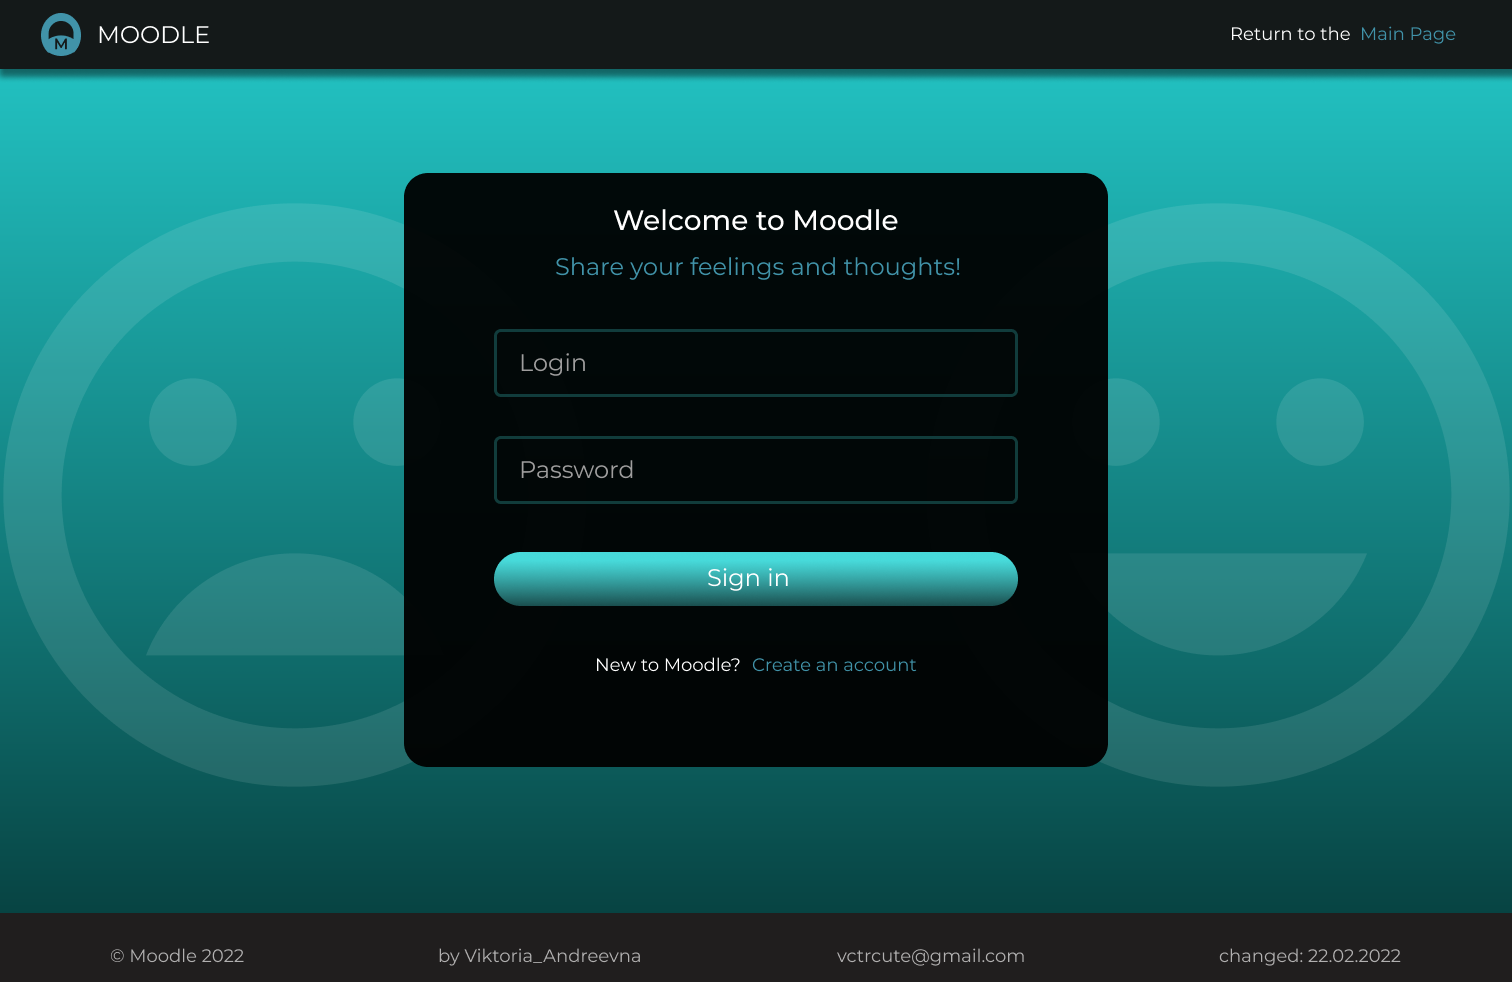 M
MOODLE
Return to the Main Page
Welcome to Moodle
Share your feelings and thoughts!
Login
Password
Sign in
New to Moodle? Create an account
© Moodle 2022
by Viktoria_Andreevna
vctrcute@gmail.com
changed: 22.02.2022